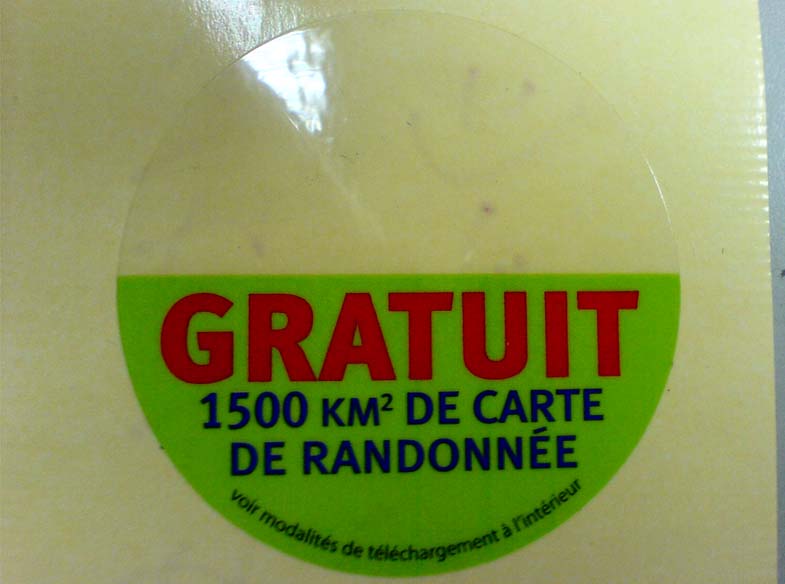 GRATUIT
1500 KM² DE CARTE
DE RANDONNÉE
voir modalités de téléchargement à l'intérieur